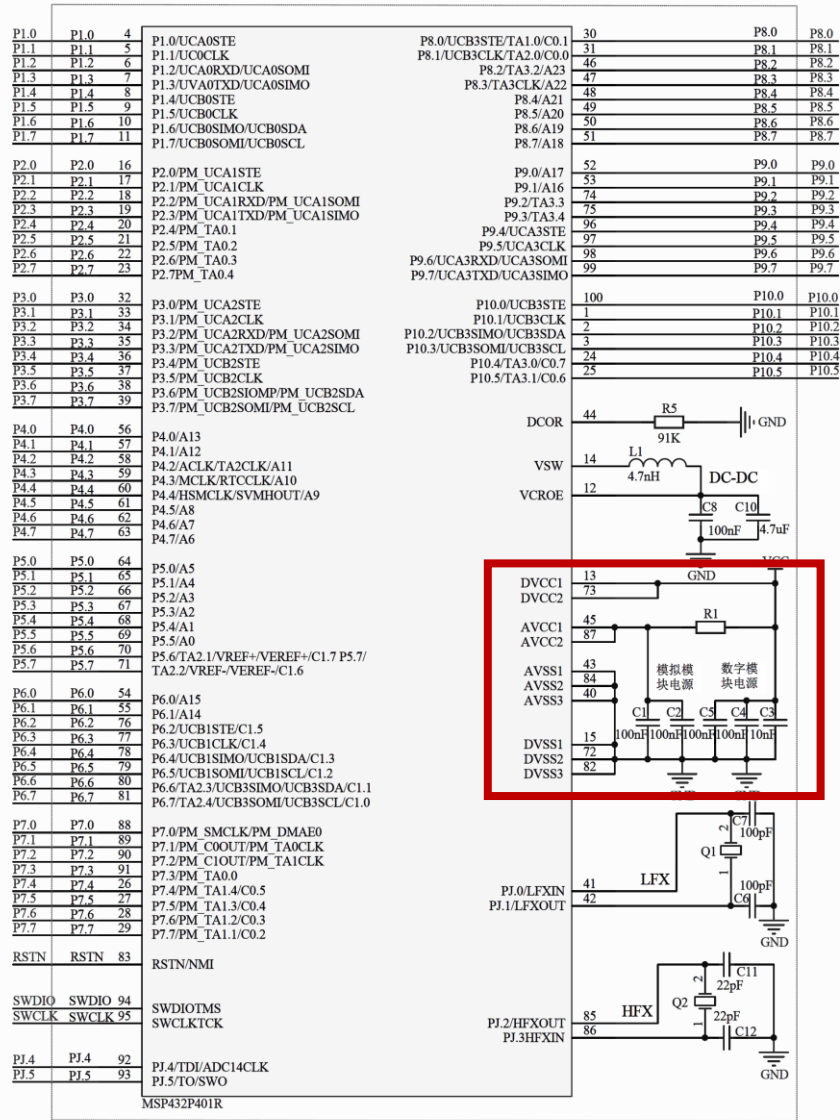 P1.0 P1.0 4 P1.0/UCA0STE P8.0/UCB3STE/TA1.0/C0.1 30 P8.0 P8.0
P1.1 P1.1 5 P1.1/UC0CLK P8.1/UCB3CLK/TA2.0/C0.0 31 P8.1 P8.1
P1.2 P1.2 6 P1.2/UCA0RXD/UCA0SOMI P8.2/TA3.2/A23 46 P8.2 P8.2
P1.3 P1.3 7 P1.3/UVA0TXD/UCA0SIMO P8.3/TA3CLK/A22 47 P8.3 P8.3
P1.4 P1.4 8 P1.4/UCB0STE P8.4/A21 48 P8.4 P8.4
P1.5 P1.5 9 P1.5/UCB0CLK P8.5/A20 49 P8.5 P8.5
P1.6 P1.6 10 P1.6/UCB0SIMO/UCB0SDA P8.6/A19 50 P8.6 P8.6
P1.7 P1.7 11 P1.7/UCB0SOMI/UCB0SCL P8.7/A18 51 P8.7 P8.7
P2.0 P2.0 16 P2.0/PM_UCA1STE P9.0/A17 52 P9.0 P9.0
P2.1 P2.1 17 P2.1/PM_UCA1CLK P9.1/A16 53 P9.1 P9.1
P2.2 P2.2 18 P2.2/PM_UCA1RXD/PM_UCA1SOMI P9.2/TA3.3 74 P9.2 P9.2
P2.3 P2.3 19 P2.3/PM_UCA1TXD/PM_UCA1SIMO P9.3/TA3.4 75 P9.3 P9.3
P2.4 P2.4 20 P2.4/PM_TA0.1 P9.4/UCA3STE 96 P9.4 P9.4
P2.5 P2.5 21 P2.5/PM_TA0.2 P9.5/UCA3CLK 97 P9.5 P9.5
P2.6 P2.6 22 P2.6/PM_TA0.3 P9.6/UCA3RXD/UCA3SOMI 98 P9.6 P9.6
P2.7 P2.7 23 P2.7PM_TA0.4 P9.7/UCA3TXD/UCA3SIMO 99 P9.7 P9.7
P3.0 P3.0 32 P3.0/PM_UCA2STE P10.0/UCB3STE 100 P10.0 P10.0
P3.1 P3.1 33 P3.1/PM_UCA2CLK P10.1/UCB3CLK 1 P10.1 P10.1
P3.2 P3.2 34 P3.2/PM_UCA2RXD/PM_UCA2SOMI P10.2/UCB3SIMO/UCB3SDA 2 P10.2 P10.2
P3.3 P3.3 35 P3.3/PM_UCA2TXD/PM_UCA2SIMO P10.3/UCB3SOMI/UCB3SCL 3 P10.3 P10.3
P3.4 P3.4 36 P3.4/PM_UCB2STE P10.4/TA3.0/C0.7 24 P10.4 P10.4
P3.5 P3.5 37 P3.5/PM_UCB2CLK P10.5/TA3.1/C0.6 25 P10.5 P10.5
P3.6 P3.6 38 P3.6/PM_UCB2SIOMP/PM_UCB2SDA
P3.7 P3.7 39 P3.7/PM_UCB2SOMI/PM_UCB2SCL
DCOR 44 R5 GND
91K
P4.0 P4.0 56 P4.0/A13
P4.1 P4.1 57 P4.1/A12
P4.2 P4.2 58 P4.2/ACLK/TA2CLK/A11 VSW 14 L1 DC-DC
4.7nH
P4.3 P4.3 59 P4.3/MCLK/RTCCLK/A10
P4.4 P4.4 60 P4.4/HSMCLK/SVMHOUT/A9 VCROE 12
P4.5 P4.5 61 P4.5/A8 C8 C10
P4.6 P4.6 62 P4.6/A7 100nF 4.7uF
P4.7 P4.7 63 P4.7/A6
P5.0 P5.0 64 P5.0/A5 GND VCC
P5.1 P5.1 65 P5.1/A4 DVCC1 13
P5.2 P5.2 66 P5.2/A3 DVCC2 73
P5.3 P5.3 67 P5.3/A2
P5.4 P5.4 68 P5.4/A1 AVCC1 45 R1
P5.5 P5.5 69 P5.5/A0 AVCC2 87
P5.6 P5.6 70 P5.6/TA2.1/VREF+/VEREF+/C1.7 P5.7/
P5.7 P5.7 71 TA2.2/VREF-/VEREF-/C1.6 AVSS1 43 模拟模 数字模
AVSS2 84 块电源 块电源
P6.0 P6.0 54 P6.0/A15 AVSS3 40
P6.1 P6.1 55 P6.1/A14 C1 C2 C5 C4 C3
P6.2 P6.2 76 P6.2/UCB1STE/C1.5 100nF 100nF 100nF 100nF 10nF
P6.3 P6.3 77 P6.3/UCB1CLK/C1.4 DVSS1 15
P6.4 P6.4 78 P6.4/UCB1SIMO/UCB1SDA/C1.3 DVSS2 72
P6.5 P6.5 79 P6.5/UCB1SOMI/UCB1SCL/C1.2 DVSS3 82
P6.6 P6.6 80 P6.6/TA2.3/UCB3SIMO/UCB3SDA/C1.1 GND GND
P6.7 P6.7 81 P6.7/TA2.4/UCB3SOMI/UCB3SCL/C1.0
P7.0 P7.0 88 P7.0/PM_SMCLK/PM_DMAE0 C7
100pF
P7.1 P7.1 89 P7.1/PM_C0OUT/PM_TA0CLK 2
P7.2 P7.2 90 P7.2/PM_C1OUT/PM_TA1CLK Q1
P7.3 P7.3 91 P7.3/PM_TA0.0 1
P7.4 P7.4 26 P7.4/PM_TA1.4/C0.5 PJ.0/LFXIN 41 LFX 100pF
P7.5 P7.5 27 P7.5/PM_TA1.3/C0.4 PJ.1/LFXOUT 42 C6
P7.6 P7.6 28 P7.6/PM_TA1.2/C0.3
P7.7 P7.7 29 P7.7/PM_TA1.1/C0.2 GND
RSTN RSTN 83 RSTN/NMI C11
2 22pF
SWDIO SWDIO 94 SWDIOTMS HFX Q2
SWCLK SWCLK 95 SWCLKTCK PJ.2/HFXOUT 85 1 22pF
PJ.3HFXIN 86 C12
PJ.4 PJ.4 92 PJ.4/TDI/ADC14CLK
PJ.5 PJ.5 93 PJ.5/TO/SWO GND
MSP432P401R